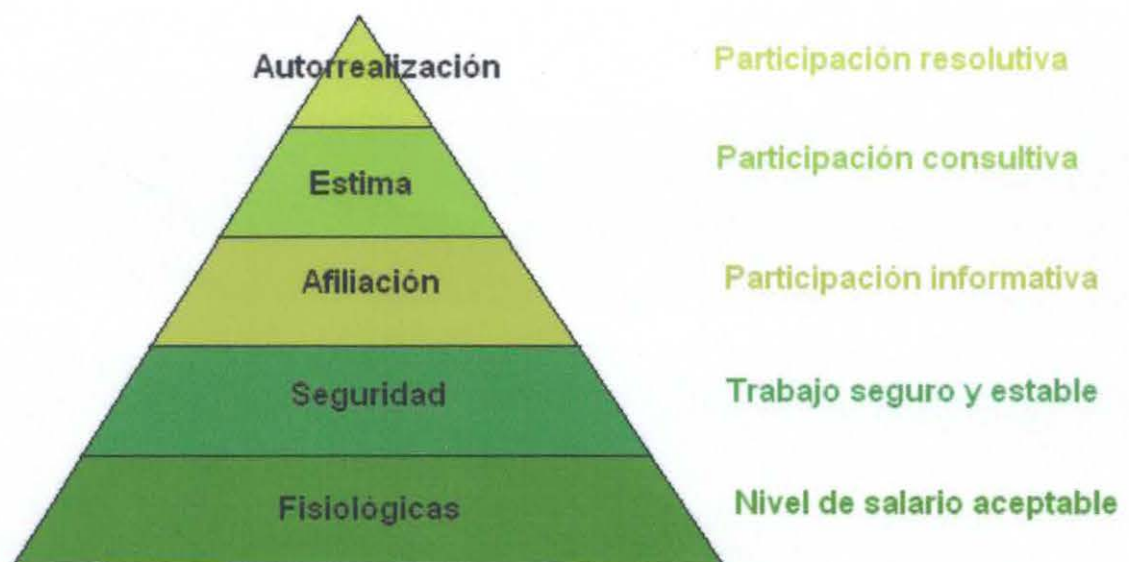 Autorrealización Participación resolutiva
Estima Participación consultiva
Afiliación Participación informativa
Seguridad Trabajo seguro y estable
Fisiológicas Nivel de salario aceptable